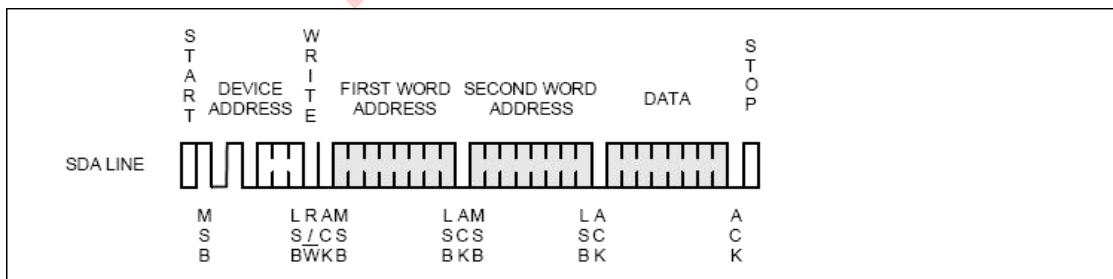 START
WRITE
STOP
DEVICE ADDRESS
FIRST WORD ADDRESS
SECOND WORD ADDRESS
DATA
SDA LINE
MSB
LSB
R/W
ACK
MSB
LSB
ACK
MSB
LSB
ACK
ACK